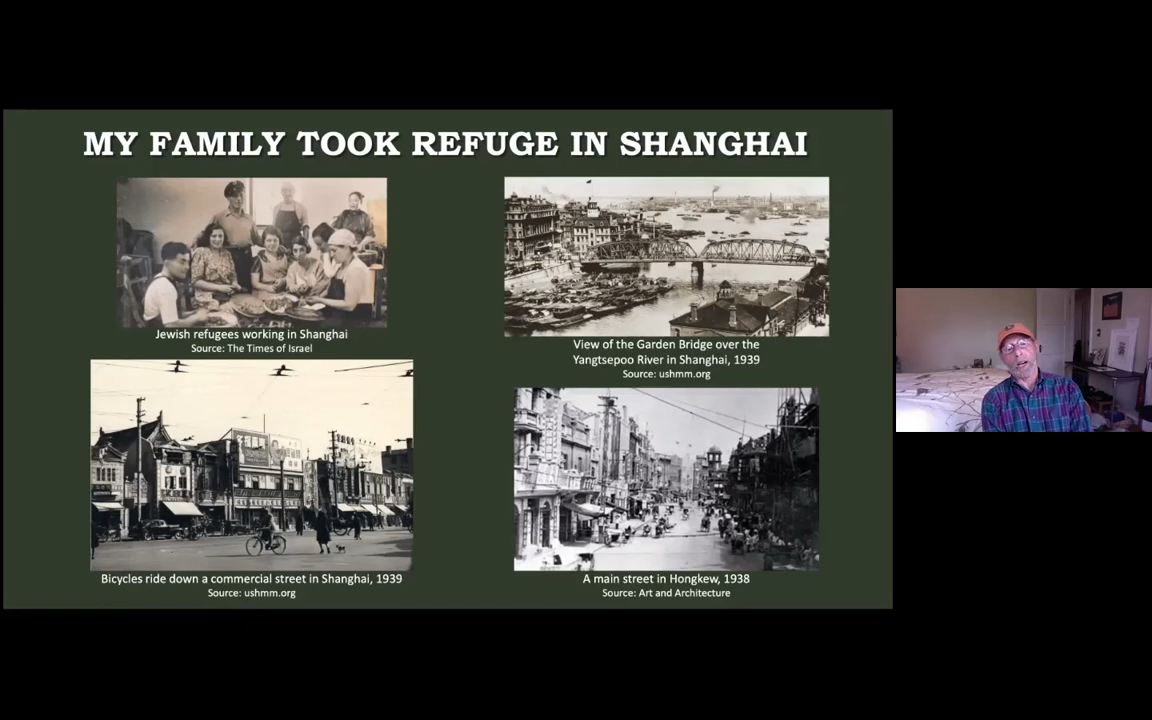 MY FAMILY TOOK REFUGE IN SHANGHAI
Jewish refugees working in Shanghai
Source: The Times of Israel
View of the Garden Bridge over the
Yangtsepoo River in Shanghai, 1939
Source: ushmm.org
Bicycles ride down a commercial street in Shanghai, 1939
Source: ushmm.org
A main street in Hongkew, 1938
Source: Art and Architecture